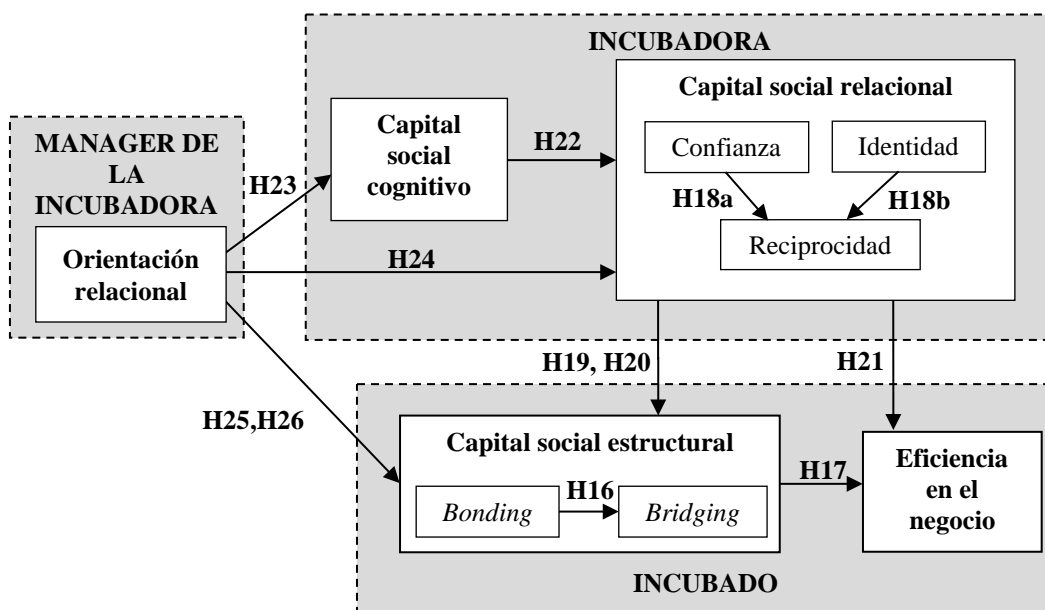 INCUBADORA
Capital social relacional
Confianza
Identidad
H18a
H18b
Reciprocidad
Capital
social
cognitivo
H22
MANAGER DE
LA
INCUBADORA
H23
Orientación
relacional
H24
H19, H20
H21
H25,H26
Capital social estructural
H16
Bonding
Bridging
H17
Eficiencia
en el
negocio
INCUBADO